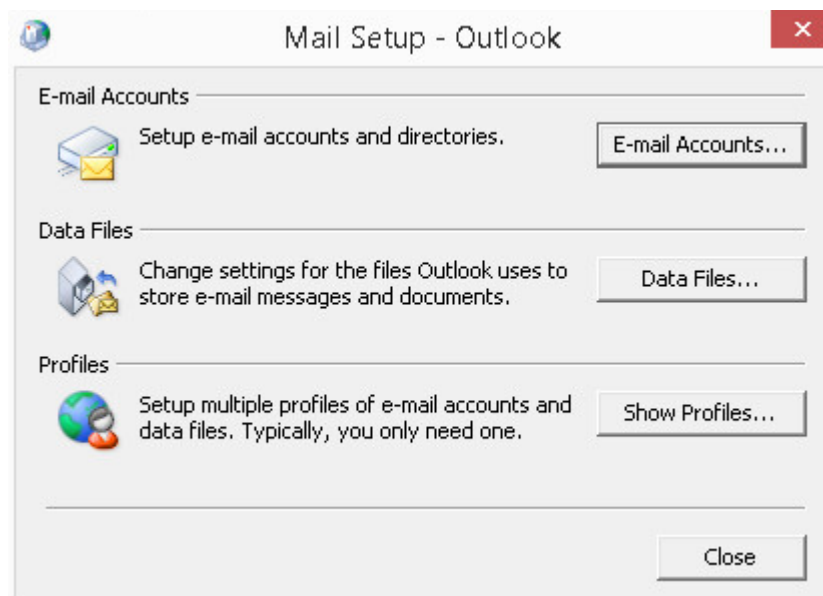 Mail Setup - Outlook
E-mail Accounts
Setup e-mail accounts and directories.
E-mail Accounts...
Data Files
Change settings for the files Outlook uses to
store e-mail messages and documents.
Data Files...
Profiles
Setup multiple profiles of e-mail accounts and
data files. Typically, you only need one.
Show Profiles...
Close